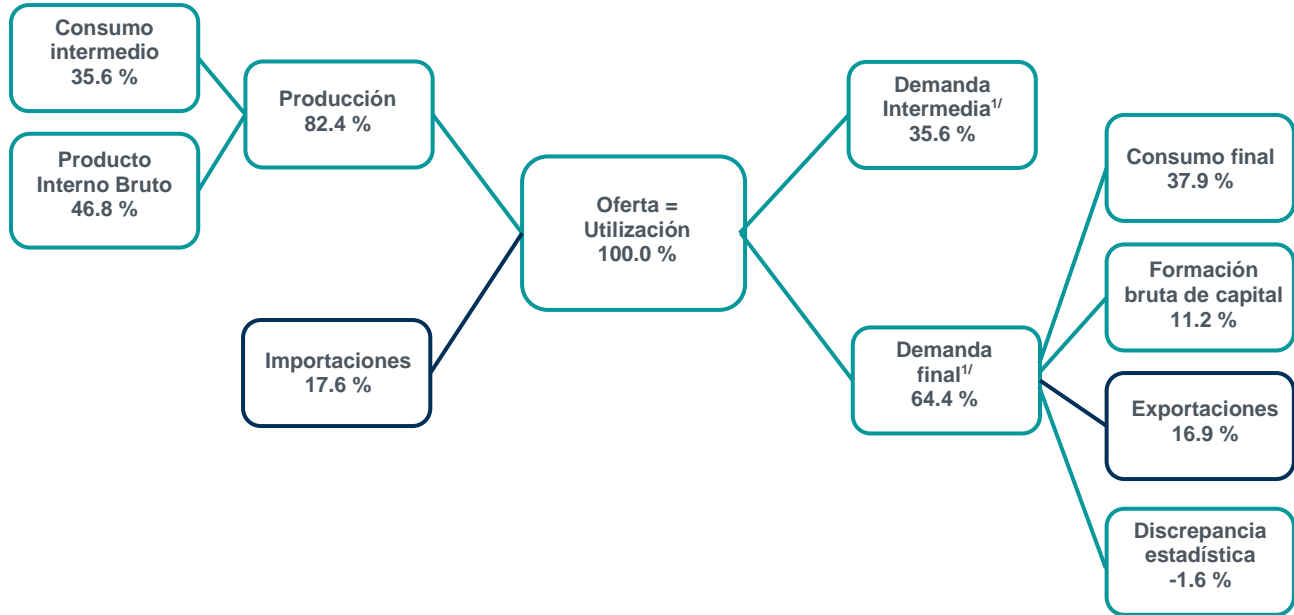 Consumo
intermedio
35.6 %
Producto
Interno Bruto
46.8 %
Producción
82.4 %
Importaciones
17.6 %
Oferta =
Utilización
100.0 %
Demanda
Intermedia1/
35.6 %
Demanda
final1/
64.4 %
Consumo final
37.9 %
Formación
bruta de capital
11.2 %
Exportaciones
16.9 %
Discrepancia
estadística
-1.6 %